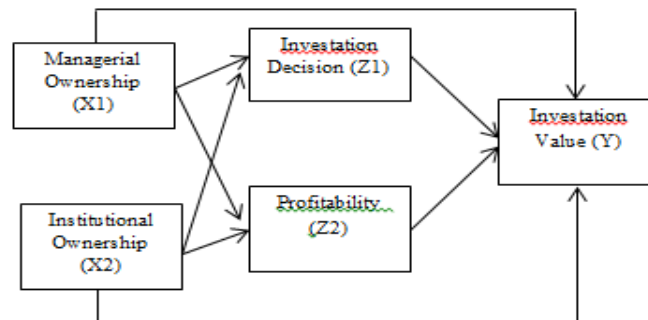 Managerial
Ownership
(X1)
Investation
Decision (Z1)
Investation
Value (Y)
Institutional
Ownership
(X2)
Profitability
(Z2)